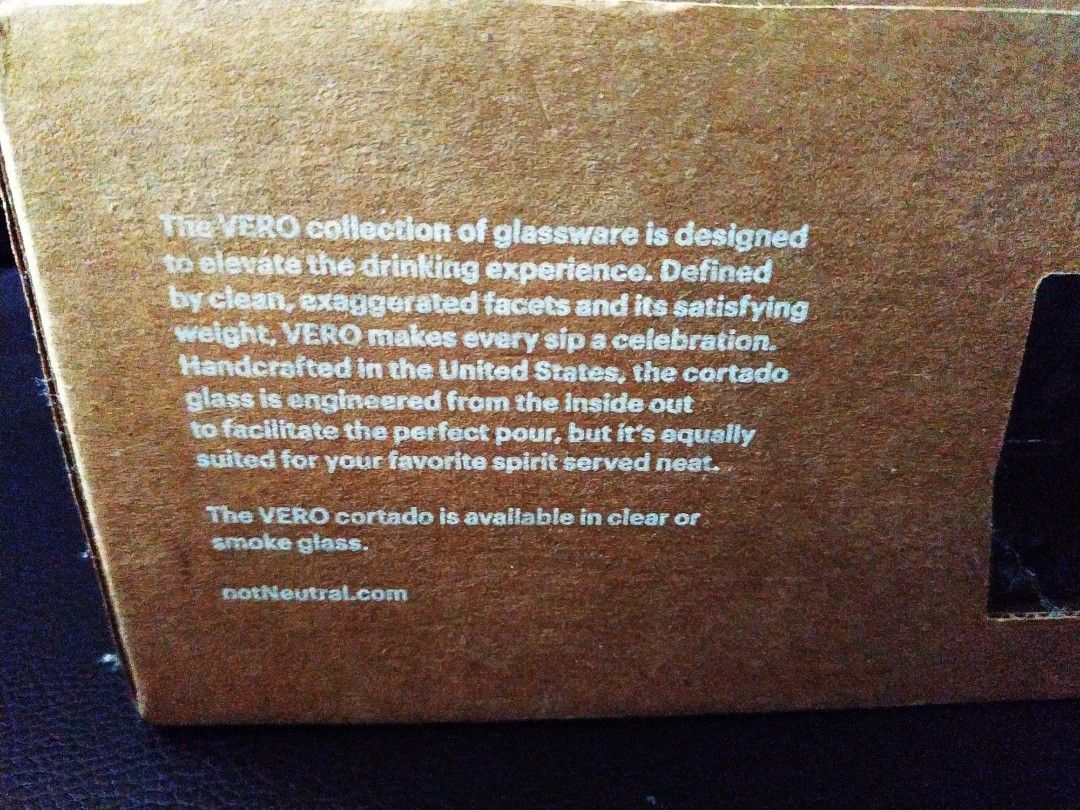 The VERO collection of glassware is designed
to elevate the drinking experience. Defined
by clean, exaggerated facets and its satisfying
weight, VERO makes every sip a celebration.
Handcrafted in the United States, the cortado
glass is engineered from the inside out
to facilitate the perfect pour, but it's equally
suited for your favorite spirit served neat.
The VERO cortado is available in clear or
smoke glass.
notNeutral.com